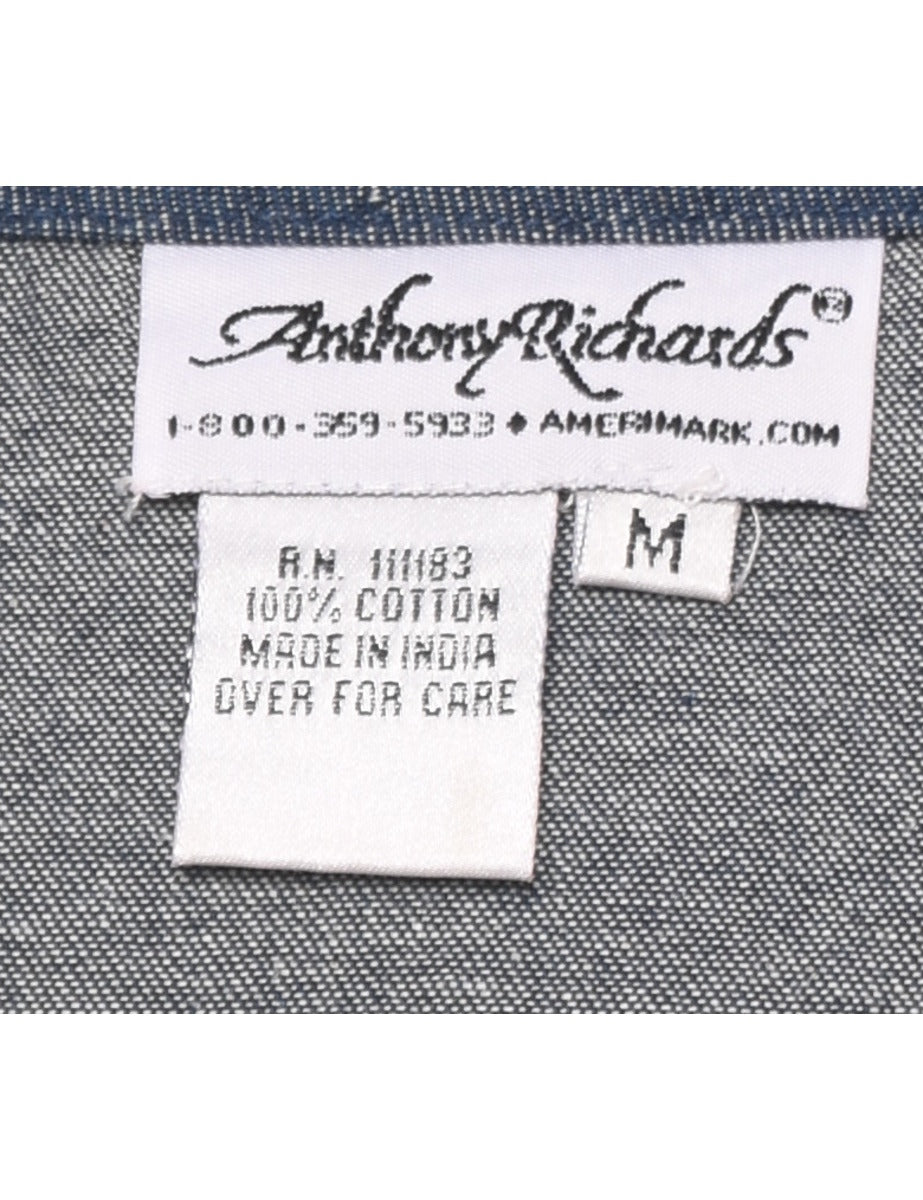 Anthony Richards®
1-800-359-5933 ♦ AMERIMARK.COM
M
R.N. 111183
100% COTTON
MADE IN INDIA
OVER FOR CARE